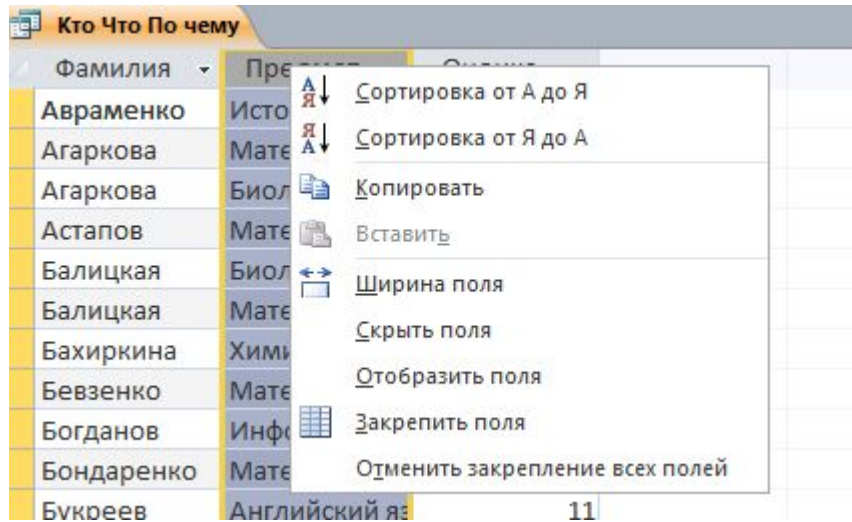 Кто Что По чему
Фамилия
Авраменко
Агаркова
Агаркова
Астапов
Балицкая
Балицкая
Бахиркина
Бевзенко
Богданов
Бондаренко
Букреев Английский 11
Сортировка от А до Я
Сортировка от Я до А
Копировать
Вставить
Ширина поля
Скрыть поля
Отобразить поля
Закрепить поля
Отменить закрепление всех полей